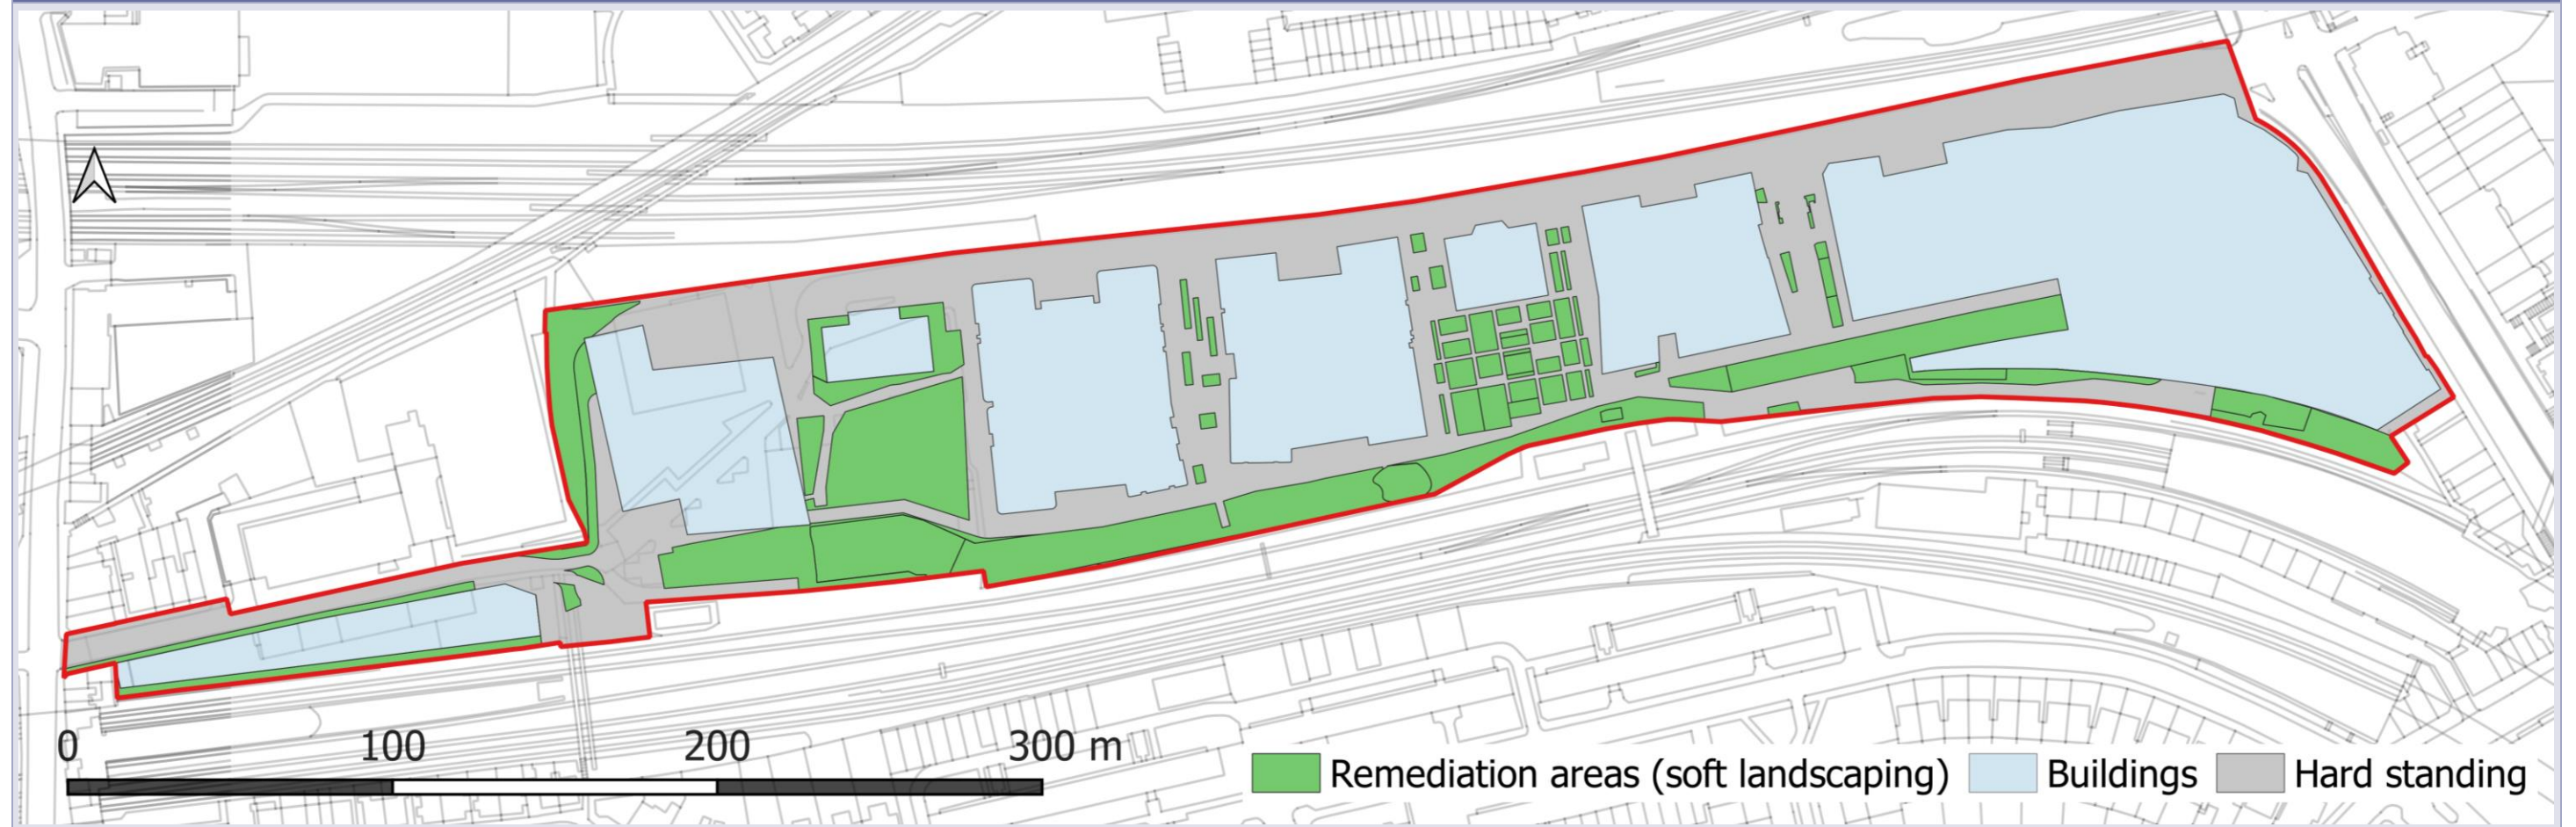 0 100 200 300 m
Remediation areas (soft landscaping) Buildings Hard standing